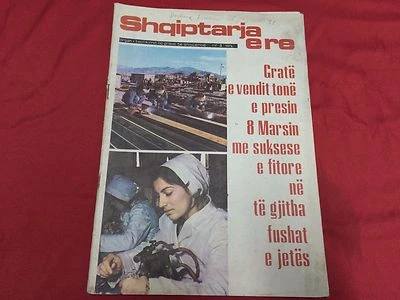 Shqiptarja
e re
Gratë
e vendit tonë
e presin
8 Marsin
me suksese
e fitore
në
të gjitha
fushat
e jetës